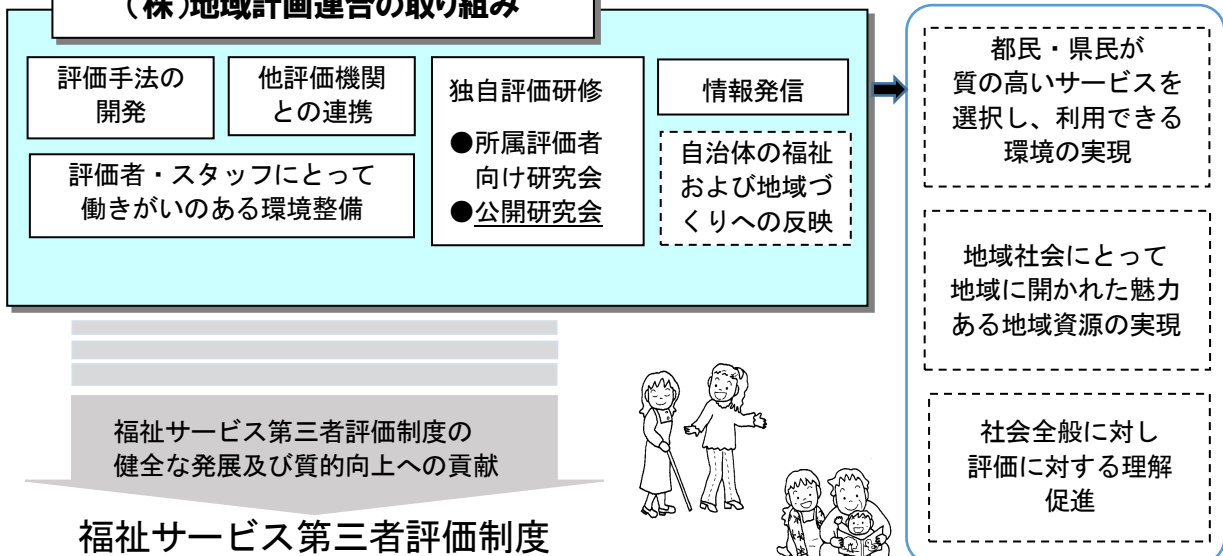 (株)地域計画連合の取り組み
評価手法の
開発
他評価機関
との連携
評価者・スタッフにとって
働きがいのある環境整備
独自評価研修
●所属評価者
向け研究会
●公開研究会
情報発信
自治体の福祉
および地域づ
くりへの反映
都民・県民が
質の高いサービスを
選択し、利用できる
環境の実現
地域社会にとって
地域に開かれた魅力
ある地域資源の実現
社会全般に対し
評価に対する理解
促進
福祉サービス第三者評価制度の
健全な発展及び質的向上への貢献
福祉サービス第三者評価制度